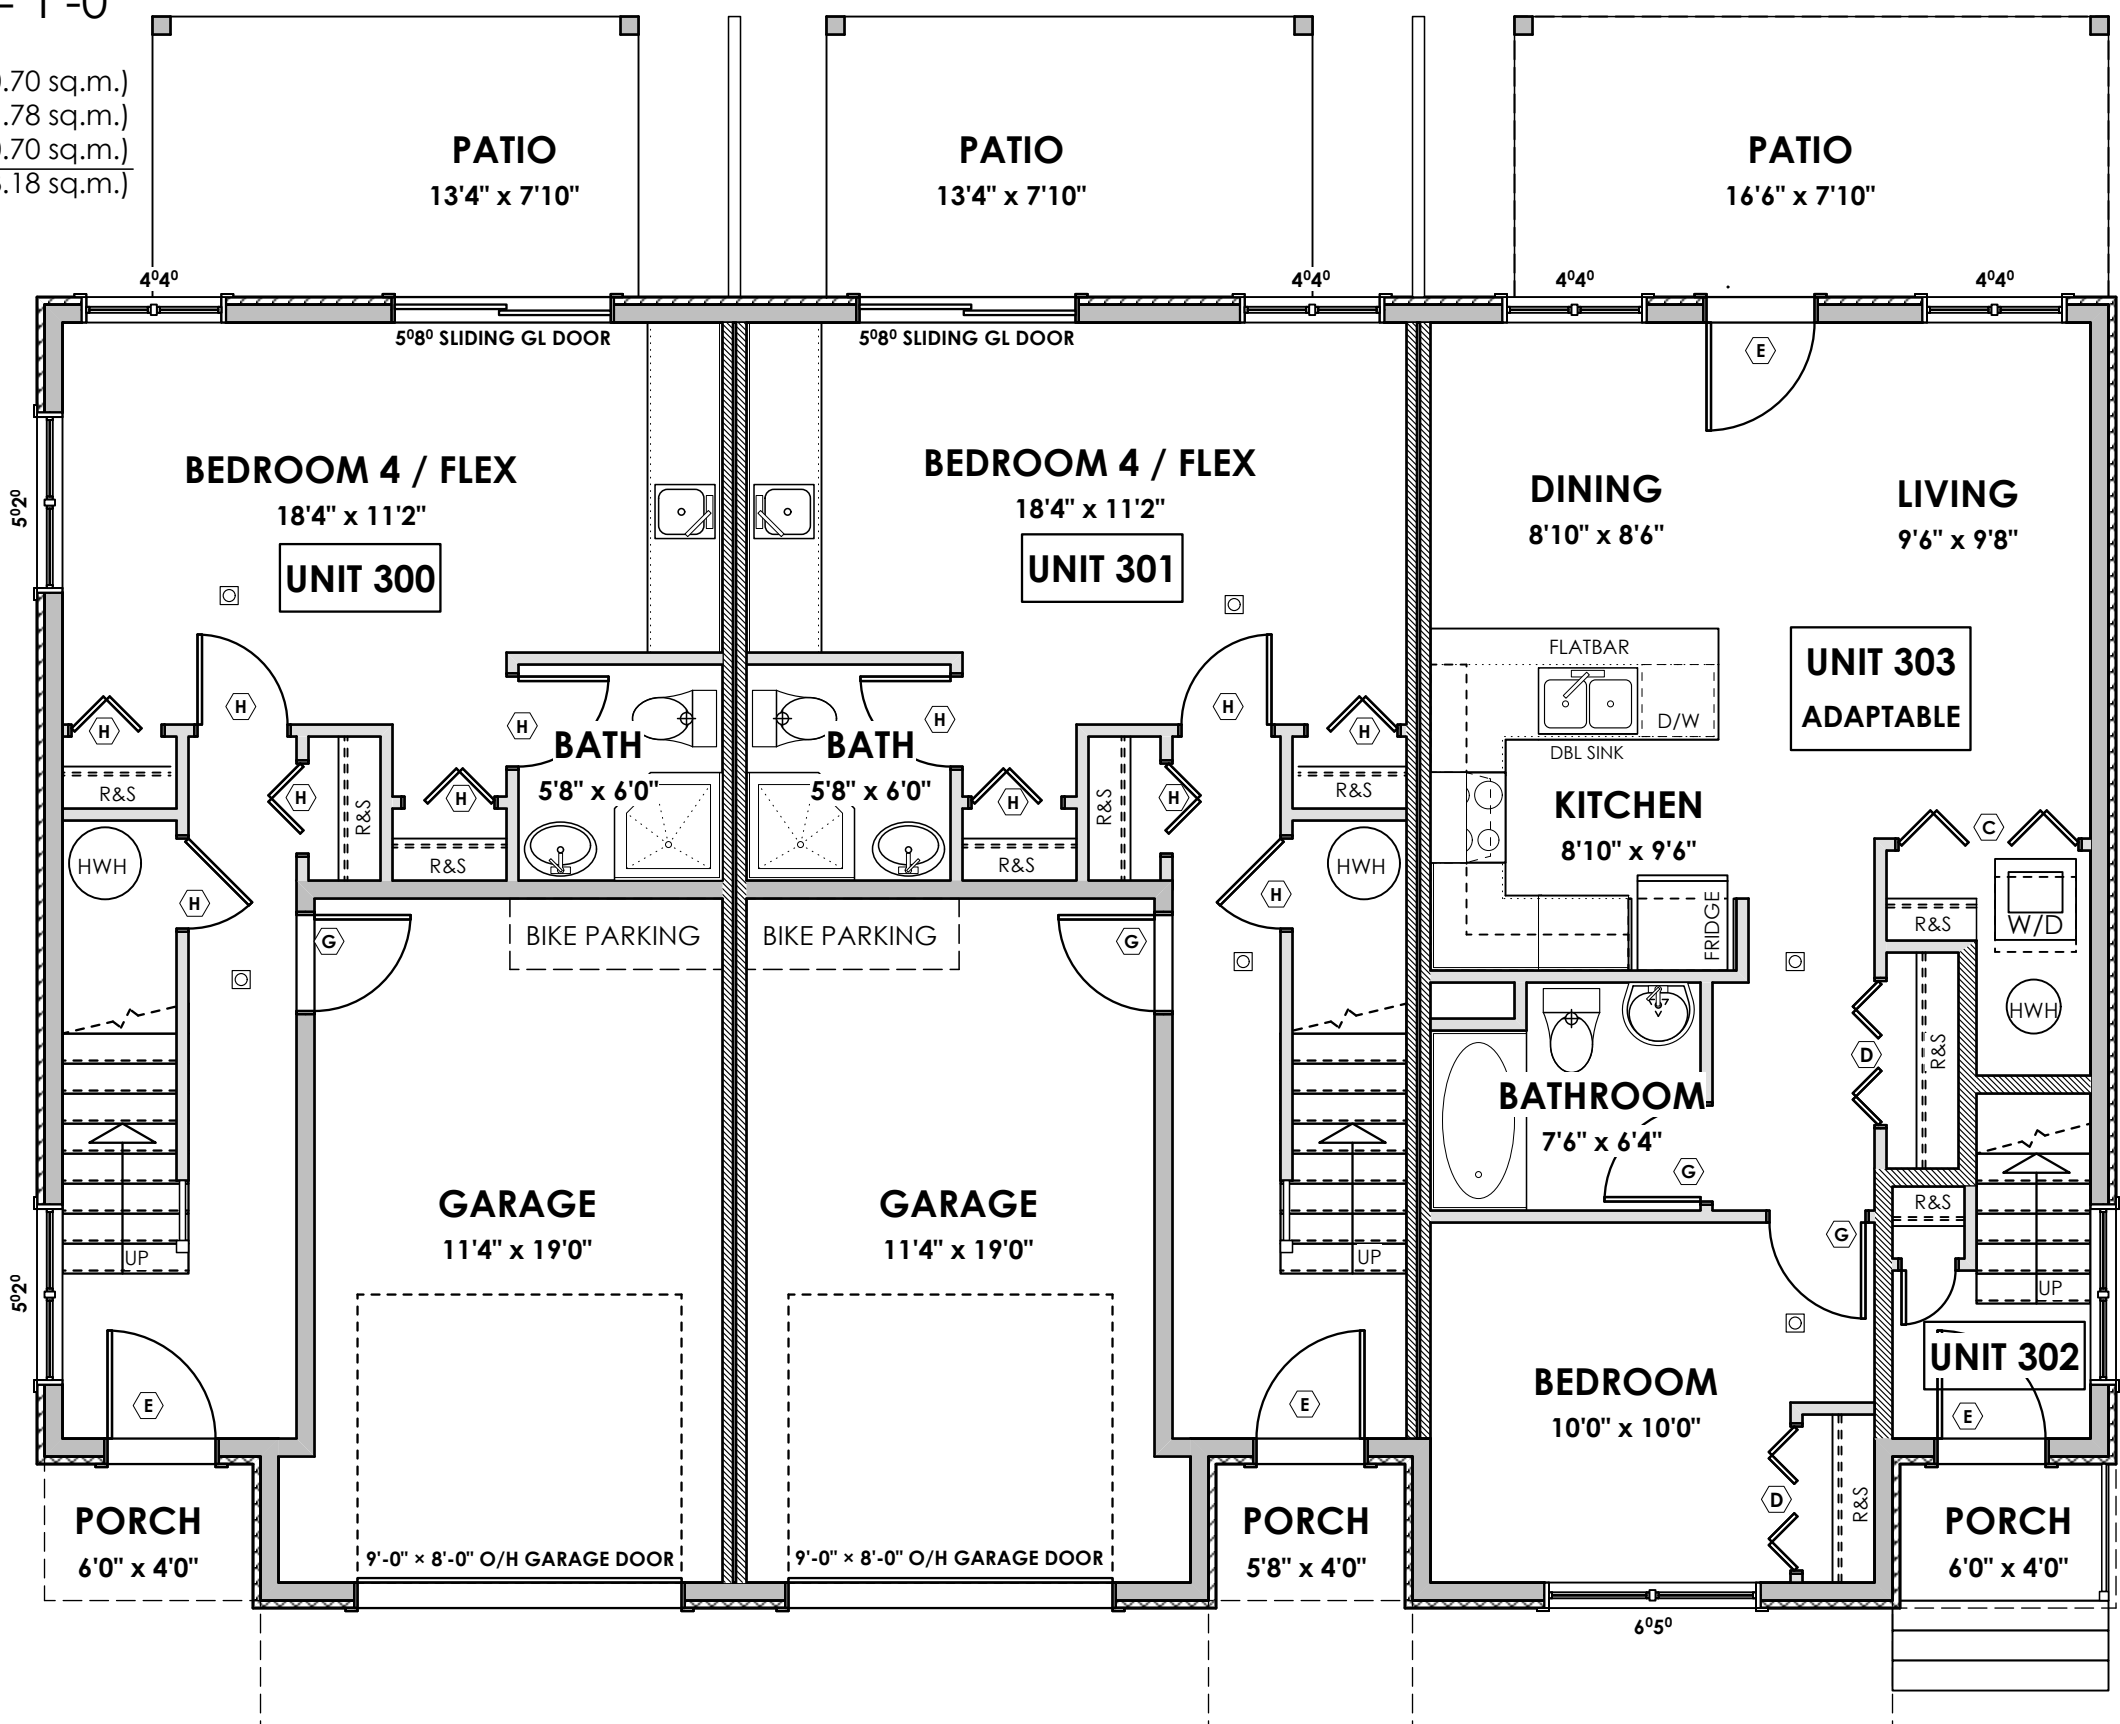 = 1'-0
.70 sq.m.)
.78 sq.m.)
.70 sq.m.)
.18 sq.m.)
PATIO
13'4" x 7'10"
PATIO
13'4" x 7'10"
PATIO
16'6" x 7'10"
4⁰4⁰
4⁰4⁰
4⁰4⁰
4⁰4⁰
5⁰8⁰ SLIDING GL DOOR
5⁰8⁰ SLIDING GL DOOR
E
BEDROOM 4 / FLEX
18'4" x 11'2"
UNIT 300
5⁰2⁰
BEDROOM 4 / FLEX
18'4" x 11'2"
UNIT 301
DINING
8'10" x 8'6"
LIVING
9'6" x 9'8"
UNIT 303
ADAPTABLE
FLATBAR
D/W
DBL SINK
KITCHEN
8'10" x 9'6"
FRIDGE
H
H
H
H
H
H
R&S
R&S
R&S
HWH
BATH
5'8" x 6'0"
BATH
5'8" x 6'0"
H
H
H
H
H
H
R&S
R&S
R&S
HWH
C
R&S
W/D
HWH
G
BIKE PARKING
BIKE PARKING
G
D
R&S
BATHROOM
7'6" x 6'4"
G
GARAGE
11'4" x 19'0"
GARAGE
11'4" x 19'0"
UP
UP
R&S
G
UP
5⁰2⁰
UNIT 302
BEDROOM
10'0" x 10'0"
E
E
E
D
R&S
PORCH
6'0" x 4'0"
9'-0" × 8'-0" O/H GARAGE DOOR
9'-0" × 8'-0" O/H GARAGE DOOR
PORCH
5'8" x 4'0"
PORCH
6'0" x 4'0"
6⁰5⁰